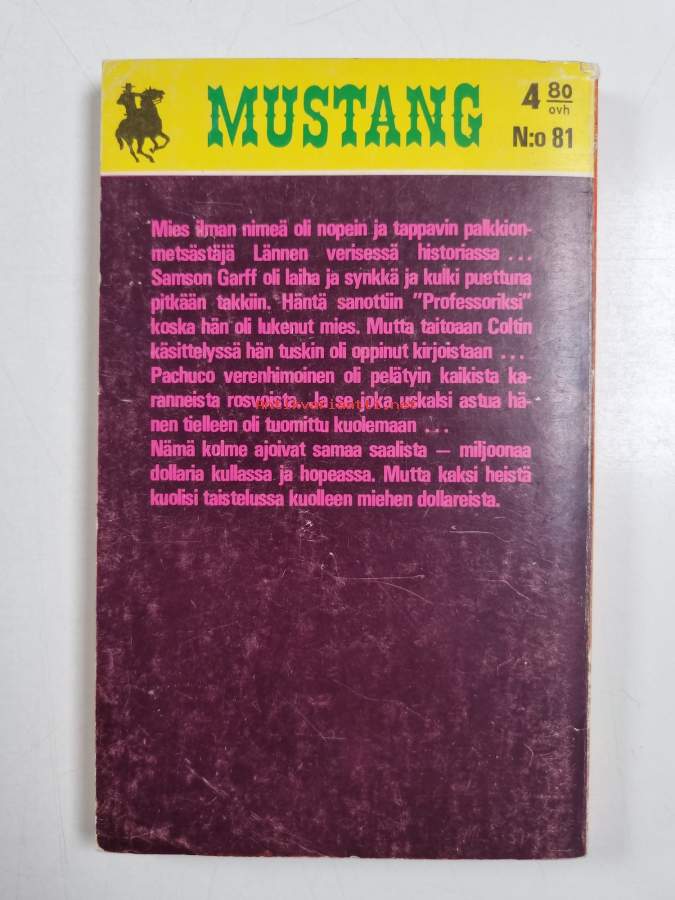 MUSTANG
4 80
ovh
N:o 81
Mies ilman nimeä oli nopein ja tappavin palkkion-
metsästäjä Lännen verisessä historiassa ...
Samson Garff oli laiha ja synkkä ja kulki puettuna
pitkään takkiin. Häntä sanottiin "Professoriksi"
koska hän oli lukenut mies. Mutta taitoaan Coltin
käsittelyssä hän tuskin oli oppinut kirjoistaan ...
Pachuco verenhimoinen oli pelätyin kaikista ka-
ranneista rosvoista. Ja se joka uskalsi astua hä-
nen tielleen oli tuomittu kuolemaan ...
Nämä kolme ajoivat samaa saalista — miljoonaa
dollaria kullassa ja hopeassa. Mutta kaksi heistä
kuolisi taistelussa kuolleen miehen dollareista.